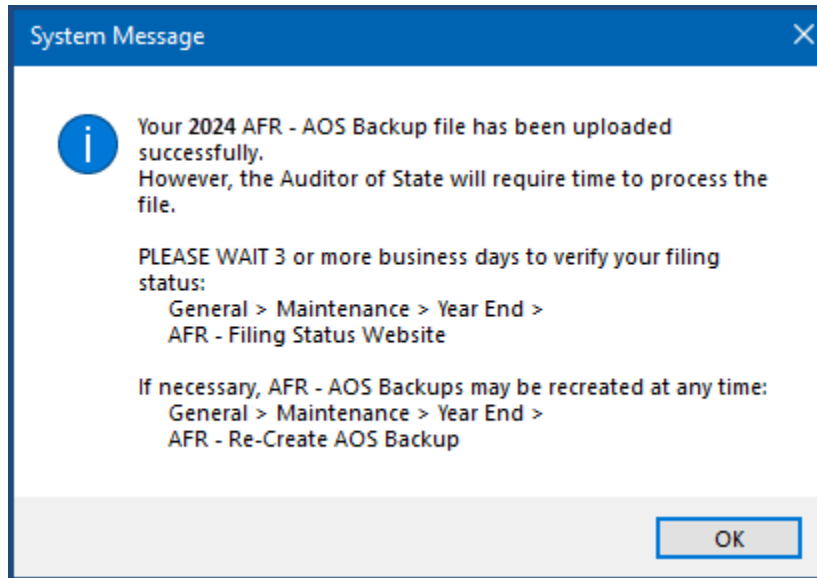 System Message
Your 2024 AFR - AOS Backup file has been uploaded
successfully.
However, the Auditor of State will require time to process the
file.
PLEASE WAIT 3 or more business days to verify your filing
status:
General > Maintenance > Year End >
AFR - Filing Status Website
If necessary, AFR - AOS Backups may be recreated at any time:
General > Maintenance > Year End >
AFR - Re-Create AOS Backup
OK